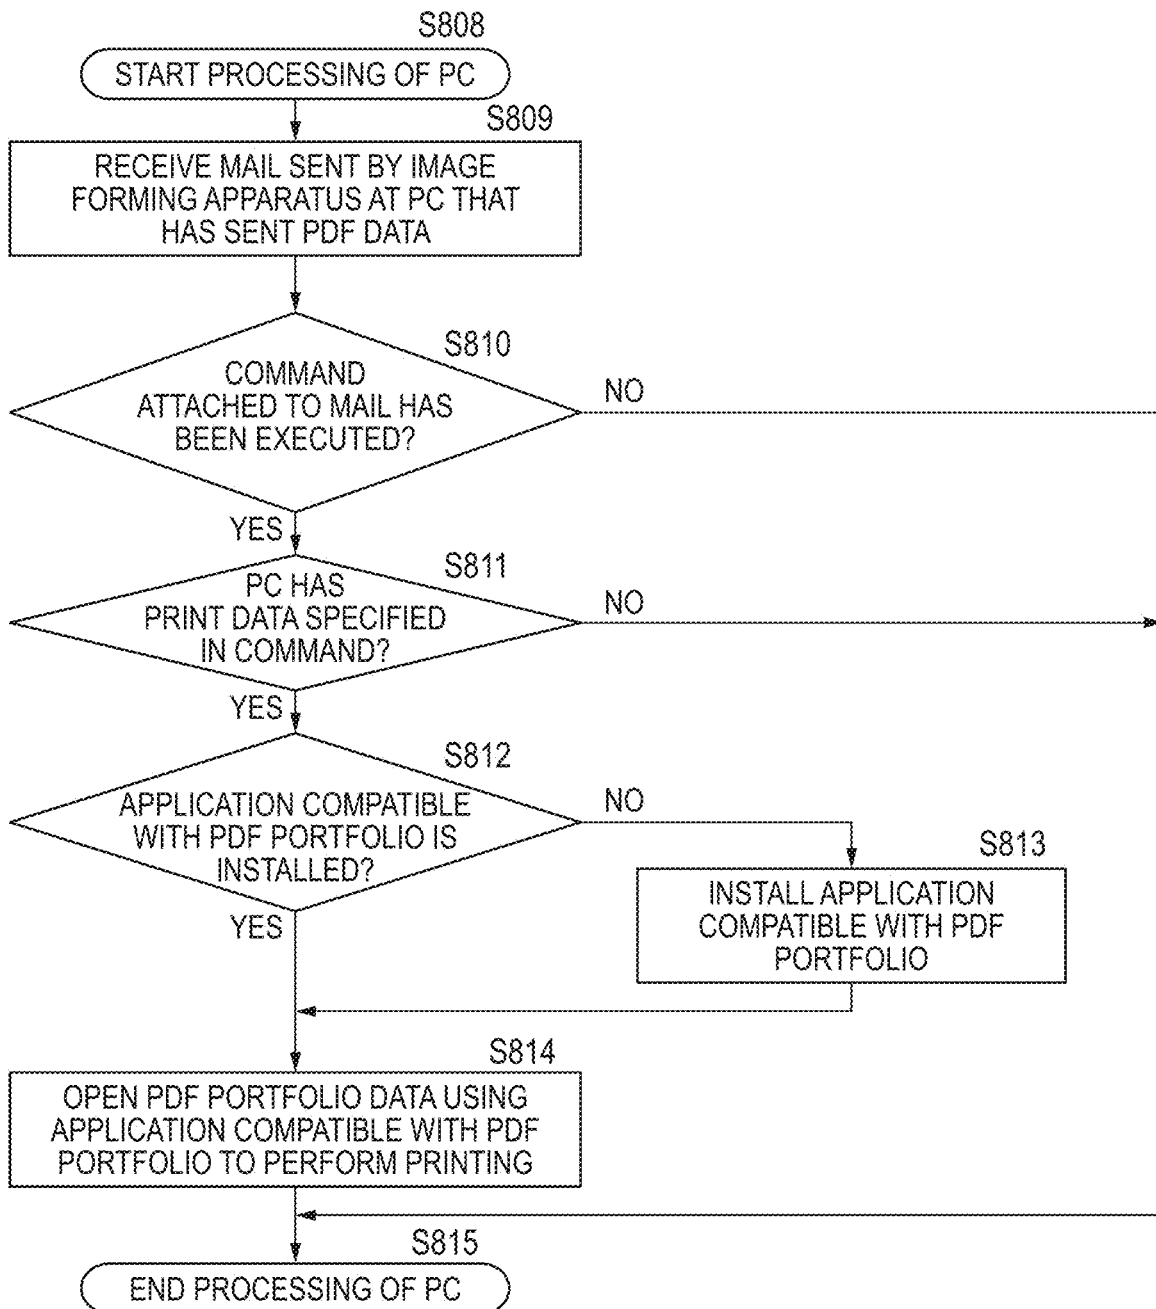 S808
START PROCESSING OF PC
S809
RECEIVE MAIL SENT BY IMAGE
FORMING APPARATUS AT PC THAT
HAS SENT PDF DATA
S810
COMMAND
ATTACHED TO MAIL HAS
BEEN EXECUTED?
NO
YES
S811
PC HAS
PRINT DATA SPECIFIED
IN COMMAND?
NO
YES
S812
APPLICATION COMPATIBLE
WITH PDF PORTFOLIO IS
INSTALLED?
NO
YES
S813
INSTALL APPLICATION
COMPATIBLE WITH PDF
PORTFOLIO
S814
OPEN PDF PORTFOLIO DATA USING
APPLICATION COMPATIBLE WITH PDF
PORTFOLIO TO PERFORM PRINTING
S815
END PROCESSING OF PC